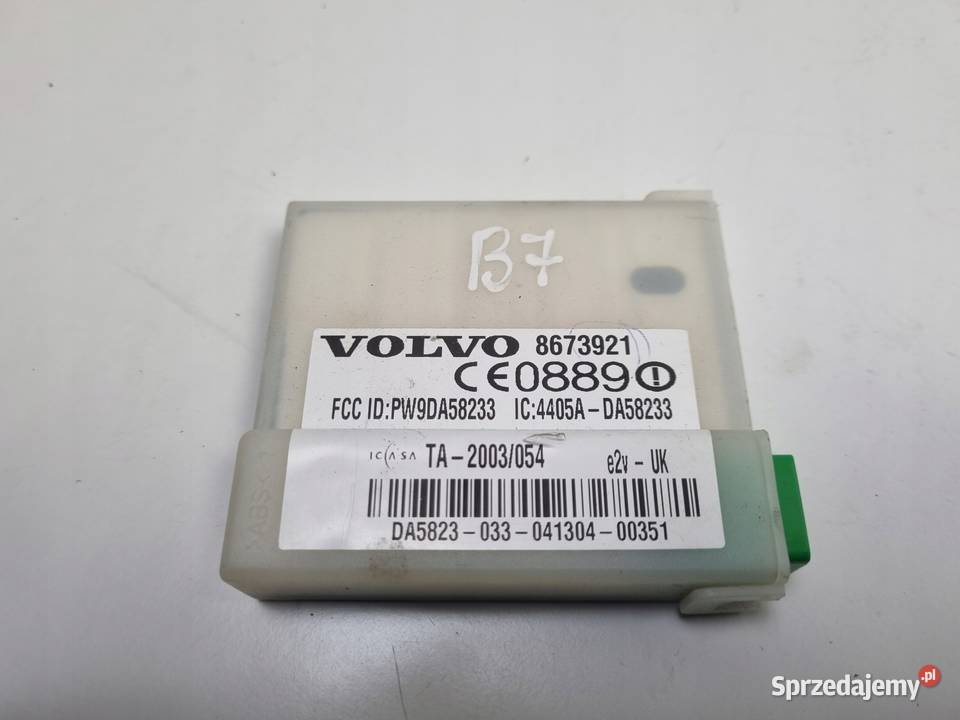 B7
VOLVO 8673921
CE0889
FCC ID:PW9DA58233 IC:4405A-DA58233
ICASA TA-2003/054 e2v-UK
DA5823-033-041304-00351
>ABS<
Sprzedajemy.pl